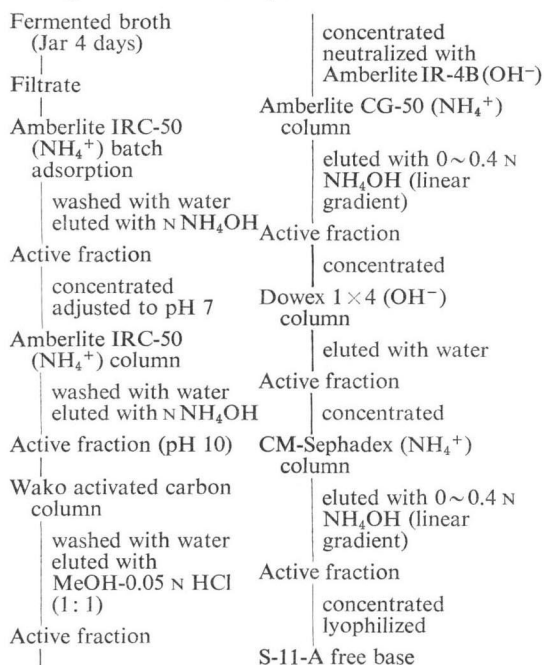 Fermented broth
(Jar 4 days)
Filtrate
Amberlite IRC-50
(NH₄⁺) batch
adsorption
washed with water
eluted with N NH₄OH
Active fraction
concentrated
adjusted to pH 7
Amberlite IRC-50
(NH₄⁺) column
washed with water
eluted with N NH₄OH
Active fraction (pH 10)
Wako activated carbon
column
washed with water
eluted with
MeOH-0.05 N HCl
(1: 1)
Active fraction
concentrated
neutralized with
Amberlite IR-4B (OH⁻)
Amberlite CG-50 (NH₄⁺)
column
eluted with 0~0.4 N
NH₄OH (linear
gradient)
Active fraction
concentrated
Dowex 1×4 (OH⁻)
column
eluted with water
Active fraction
concentrated
CM-Sephadex (NH₄⁺)
column
eluted with 0~0.4 N
NH₄OH (linear
gradient)
Active fraction
concentrated
lyophilized
S-11-A free base